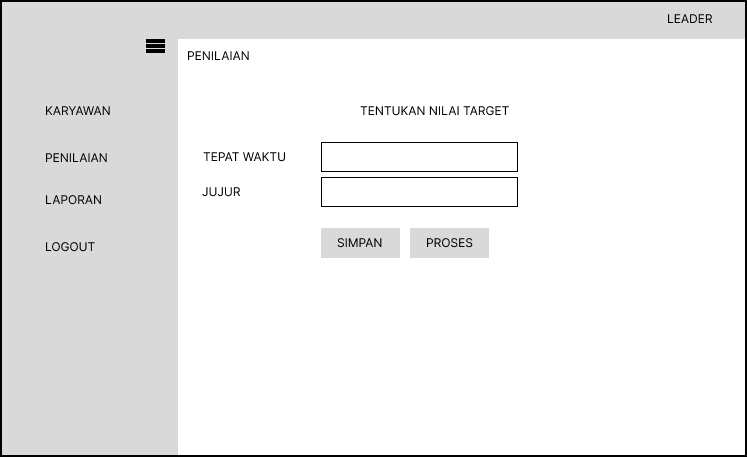 LEADER
PENILAIAN
KARYAWAN
TENTUKAN NILAI TARGET
PENILAIAN
TEPAT WAKTU
LAPORAN
JUJUR
LOGOUT
SIMPAN
PROSES